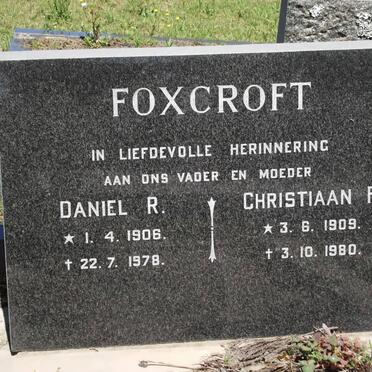 FOXCROFT
IN LIEFDEVOLLE HERINNERING
AAN ONS VADER EN MOEDER
DANIEL R. CHRISTIAAN
★ 1. 4. 1906. ★ 3. 6. 1909.
✝ 22. 7. 1978. ✝ 3. 10. 1980.